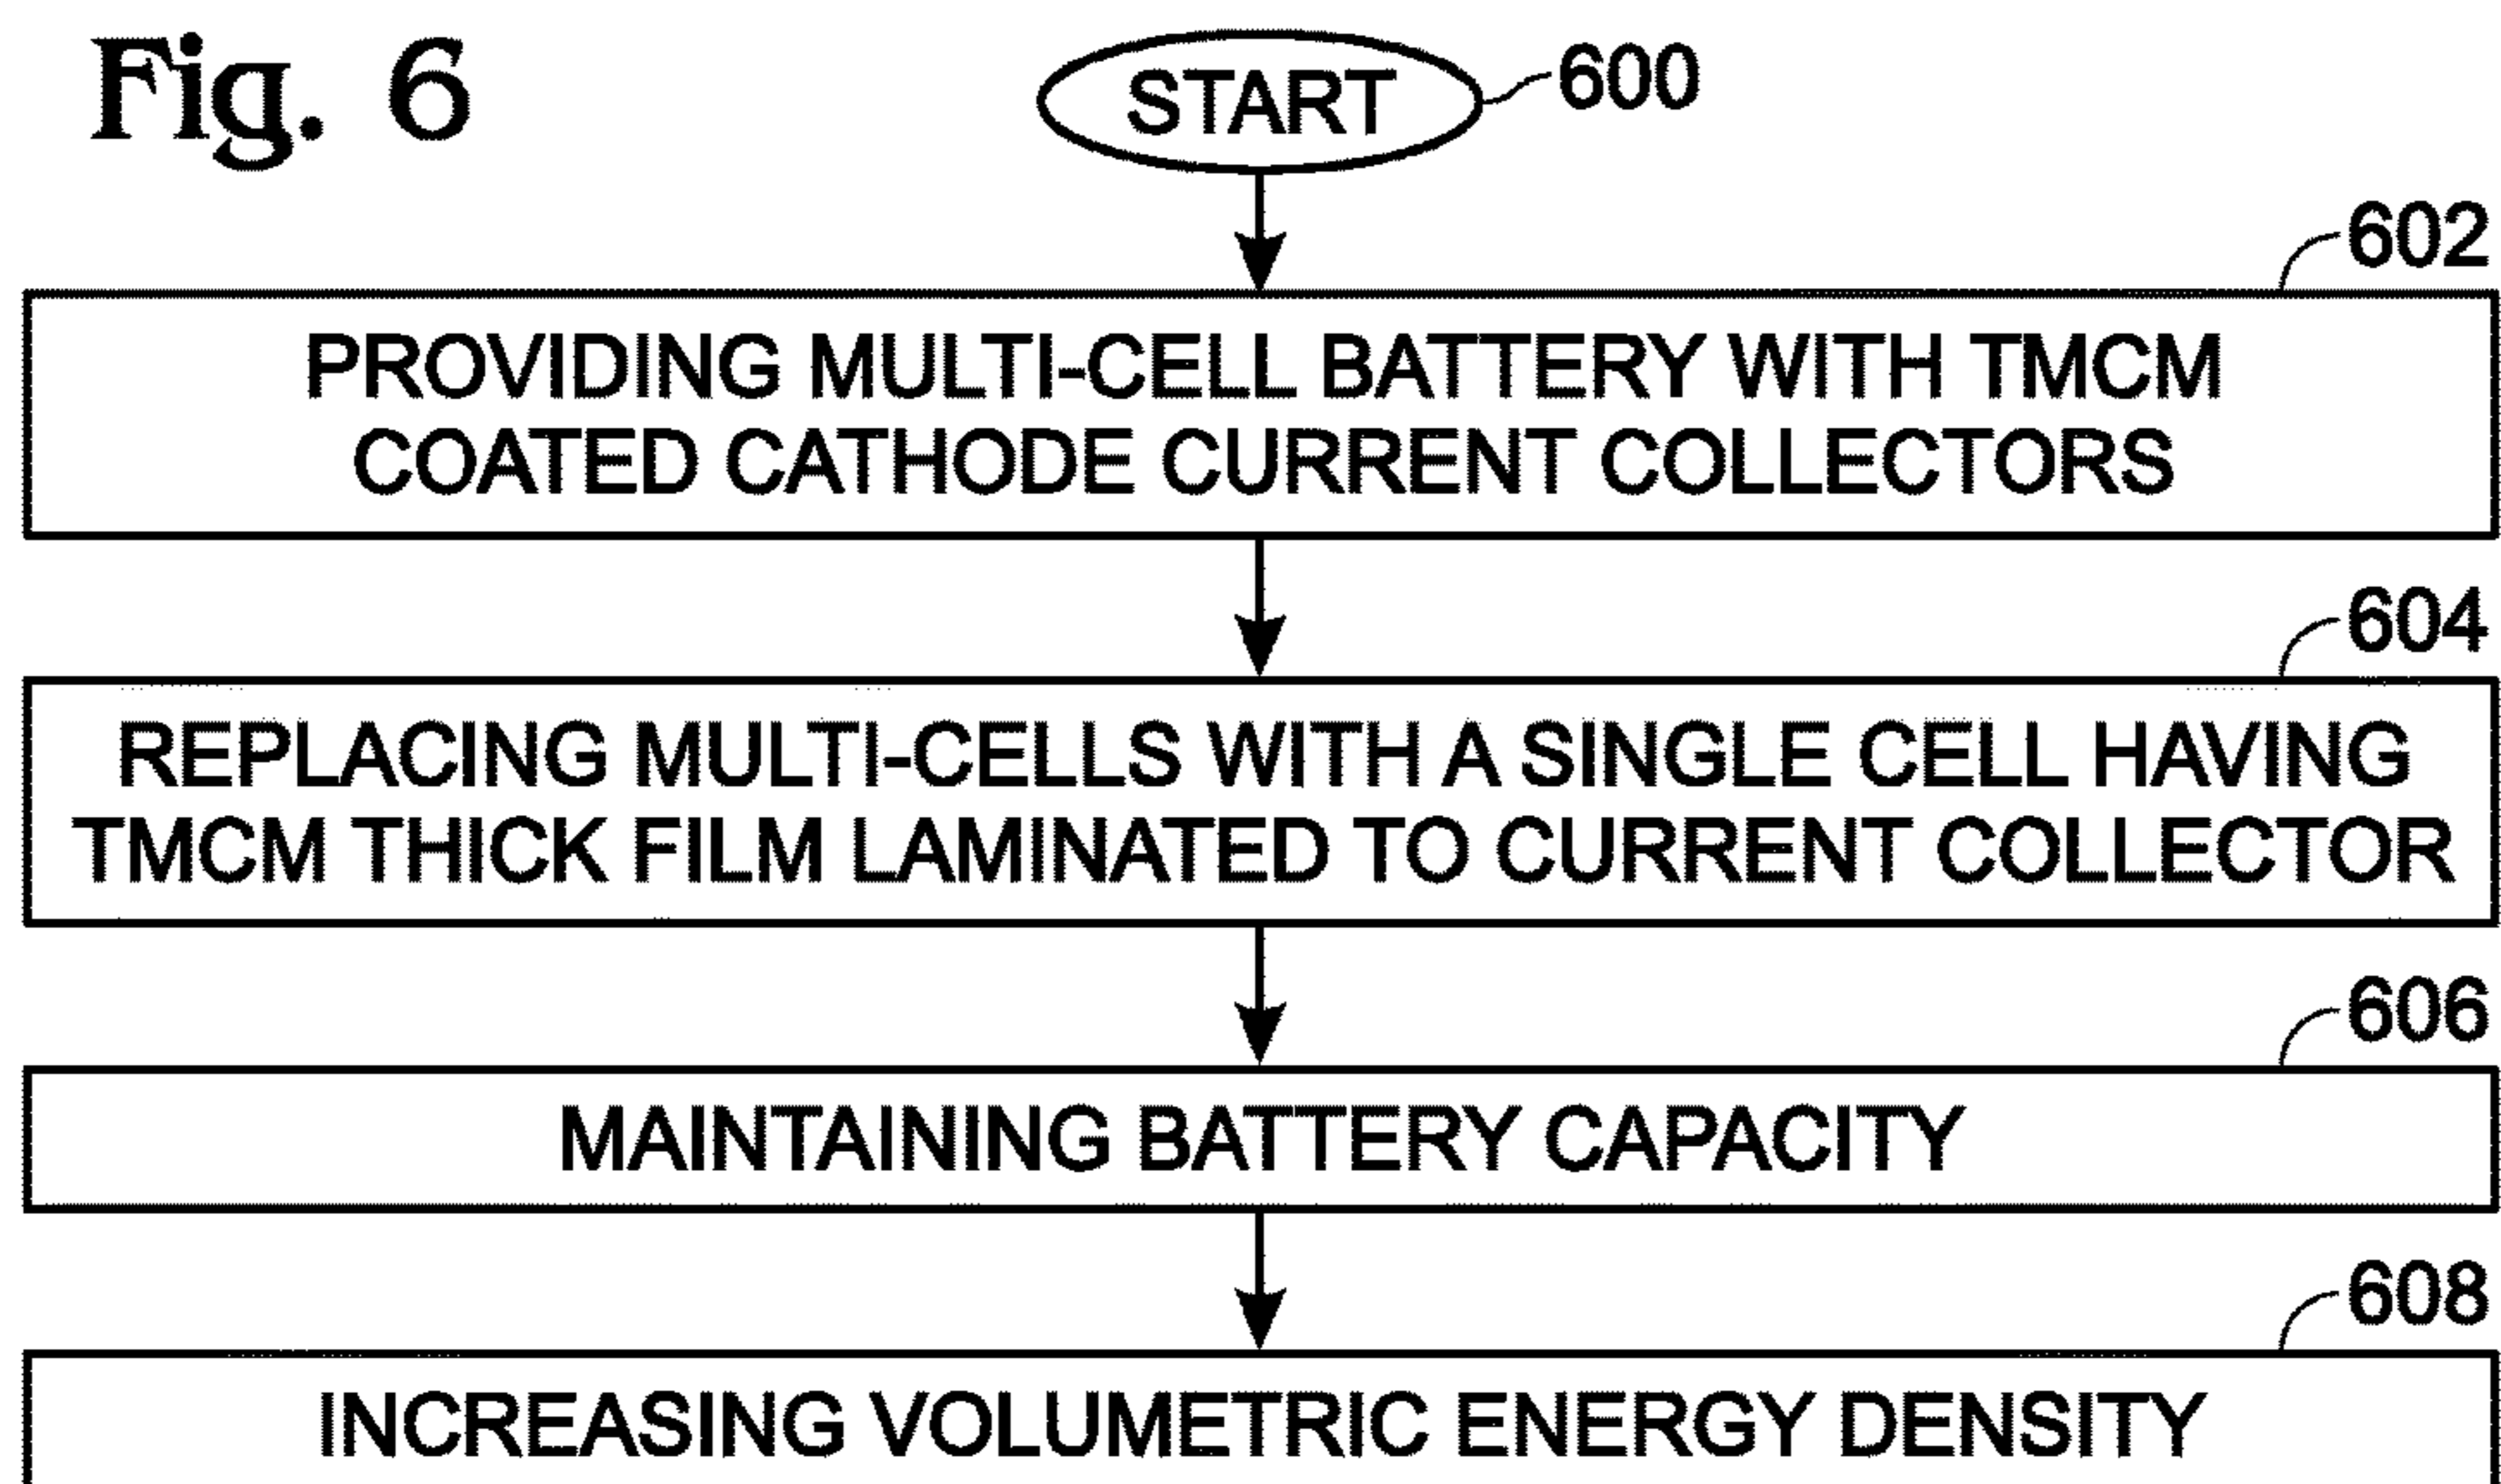 Fig. 6
START
600
602
PROVIDING MULTI-CELL BATTERY WITH TMCM
COATED CATHODE CURRENT COLLECTORS
604
REPLACING MULTI-CELLS WITH A SINGLE CELL HAVING
TMCM THICK FILM LAMINATED TO CURRENT COLLECTOR
606
MAINTAINING BATTERY CAPACITY
608
INCREASING VOLUMETRIC ENERGY DENSITY